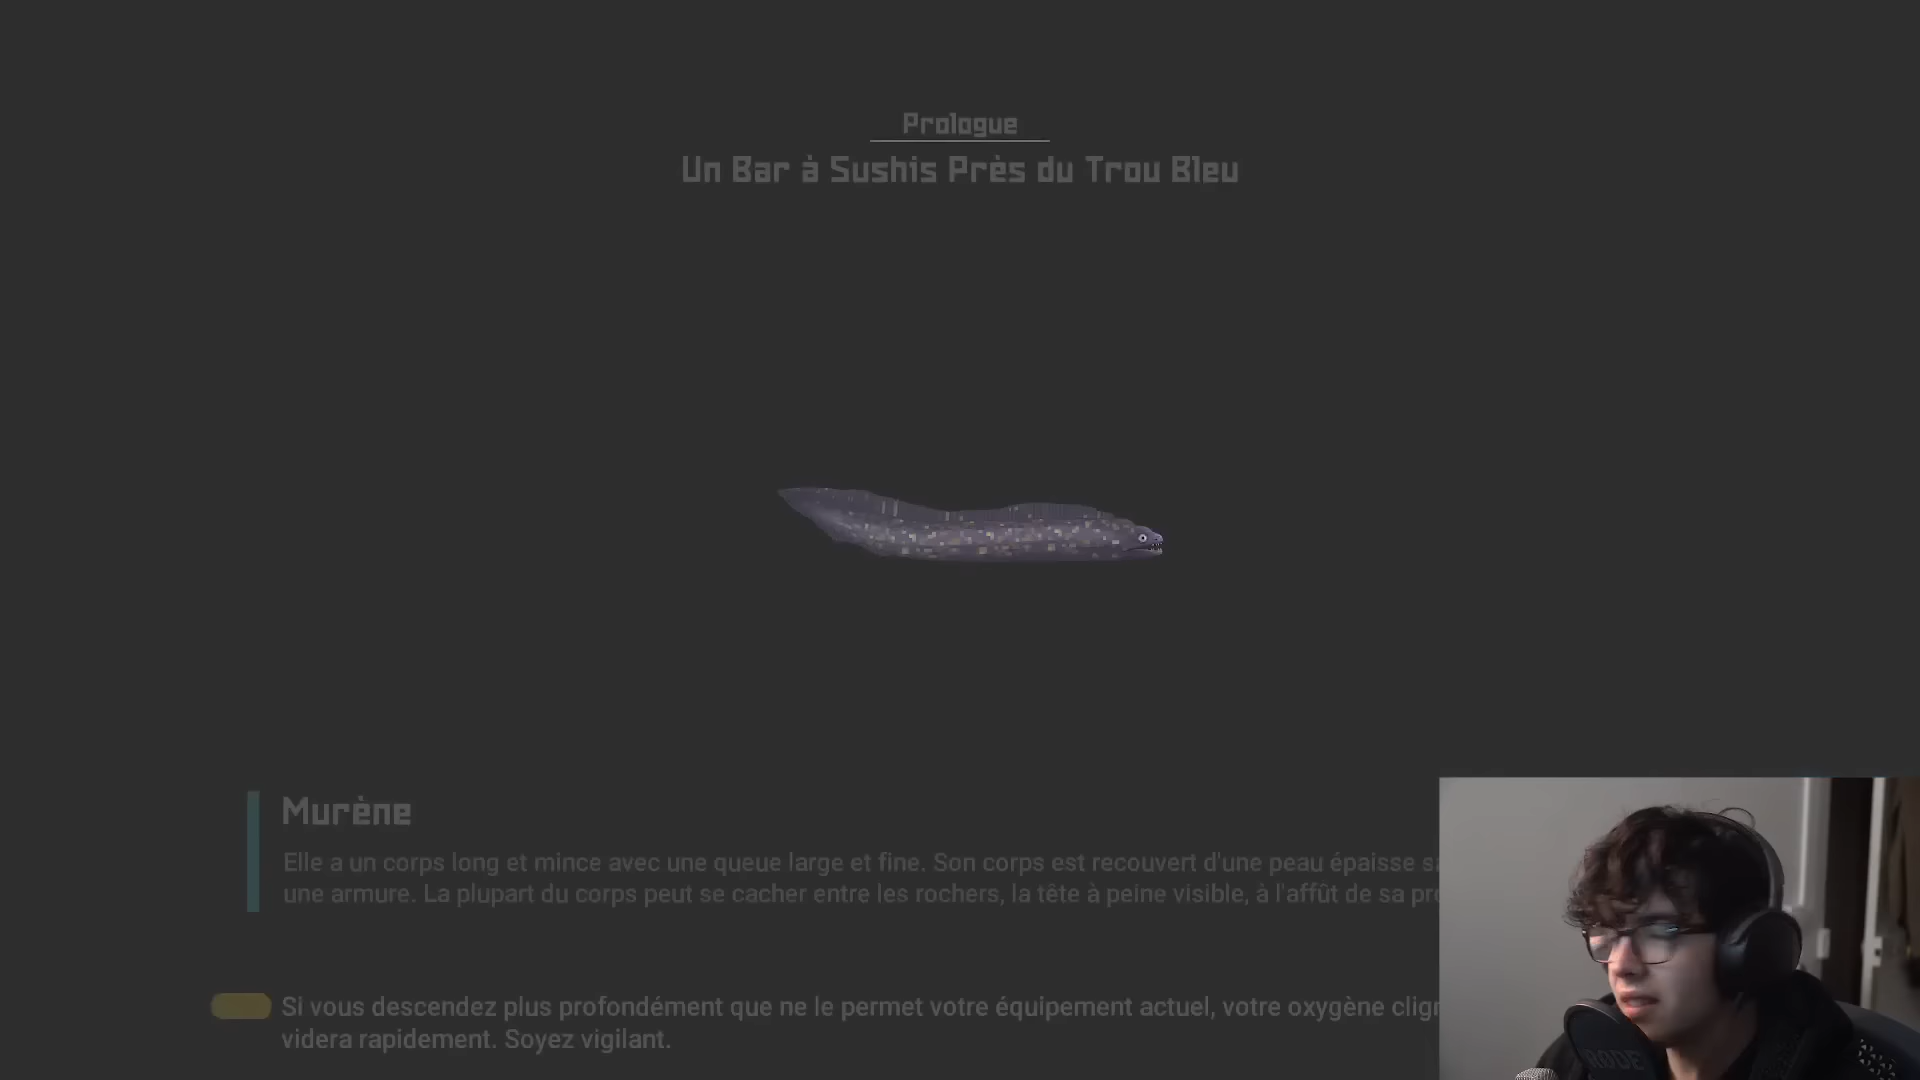 Prologue
Un Bar à Sushis Près du Trou Bleu
Murène
Elle a un corps long et mince avec une queue large et fine. Son corps est recouvert d'une peau épaisse
une armure. La plupart du corps peut se cacher entre les rochers, la tête à peine visible, à l'affût de sa
Si vous descendez plus profondément que ne le permet votre équipement actuel, votre oxygène
videra rapidement. Soyez vigilant.
RODE